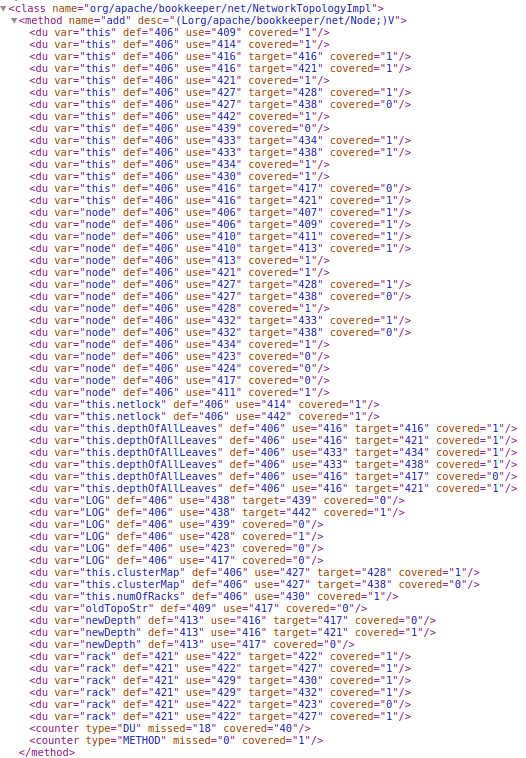 ▼<class name="org/apache/bookkeeper/net/NetworkTopologyImpl">
▼<method name="add" desc="(Lorg/apache/bookkeeper/net/Node;)V">
<du var="this" def="406" use="409" covered="1"/>
<du var="this" def="406" use="414" covered="1"/>
<du var="this" def="406" use="416" target="416" covered="1"/>
<du var="this" def="406" use="416" target="421" covered="1"/>
<du var="this" def="406" use="421" covered="1"/>
<du var="this" def="406" use="427" target="428" covered="1"/>
<du var="this" def="406" use="427" target="438" covered="0"/>
<du var="this" def="406" use="442" covered="1"/>
<du var="this" def="406" use="439" covered="0"/>
<du var="this" def="406" use="433" target="434" covered="1"/>
<du var="this" def="406" use="433" target="438" covered="1"/>
<du var="this" def="406" use="434" covered="1"/>
<du var="this" def="406" use="430" covered="1"/>
<du var="this" def="406" use="416" target="417" covered="0"/>
<du var="this" def="406" use="416" target="421" covered="1"/>
<du var="node" def="406" use="406" target="407" covered="1"/>
<du var="node" def="406" use="406" target="409" covered="1"/>
<du var="node" def="406" use="410" target="411" covered="1"/>
<du var="node" def="406" use="410" target="413" covered="1"/>
<du var="node" def="406" use="413" covered="1"/>
<du var="node" def="406" use="421" covered="1"/>
<du var="node" def="406" use="427" target="428" covered="1"/>
<du var="node" def="406" use="427" target="438" covered="0"/>
<du var="node" def="406" use="428" covered="1"/>
<du var="node" def="406" use="432" target="433" covered="1"/>
<du var="node" def="406" use="432" target="438" covered="0"/>
<du var="node" def="406" use="434" covered="1"/>
<du var="node" def="406" use="423" covered="0"/>
<du var="node" def="406" use="424" covered="0"/>
<du var="node" def="406" use="417" covered="0"/>
<du var="node" def="406" use="411" covered="1"/>
<du var="this.netlock" def="406" use="414" covered="1"/>
<du var="this.netlock" def="406" use="442" covered="1"/>
<du var="this.depthOfAllLeaves" def="406" use="416" target="416" covered="1"/>
<du var="this.depthOfAllLeaves" def="406" use="416" target="421" covered="1"/>
<du var="this.depthOfAllLeaves" def="406" use="433" target="434" covered="1"/>
<du var="this.depthOfAllLeaves" def="406" use="433" target="438" covered="1"/>
<du var="this.depthOfAllLeaves" def="406" use="416" target="417" covered="0"/>
<du var="this.depthOfAllLeaves" def="406" use="416" target="421" covered="1"/>
<du var="LOG" def="406" use="438" target="439" covered="0"/>
<du var="LOG" def="406" use="438" target="442" covered="1"/>
<du var="LOG" def="406" use="439" covered="0"/>
<du var="LOG" def="406" use="428" covered="1"/>
<du var="LOG" def="406" use="423" covered="0"/>
<du var="LOG" def="406" use="417" covered="0"/>
<du var="this.clusterMap" def="406" use="427" target="428" covered="1"/>
<du var="this.clusterMap" def="406" use="427" target="438" covered="0"/>
<du var="this.numOfRacks" def="406" use="430" covered="1"/>
<du var="oldTopoStr" def="409" use="417" covered="0"/>
<du var="newDepth" def="413" use="416" target="417" covered="0"/>
<du var="newDepth" def="413" use="416" target="421" covered="1"/>
<du var="newDepth" def="413" use="417" covered="0"/>
<du var="rack" def="421" use="422" target="422" covered="1"/>
<du var="rack" def="421" use="422" target="427" covered="1"/>
<du var="rack" def="421" use="429" target="430" covered="1"/>
<du var="rack" def="421" use="429" target="432" covered="1"/>
<du var="rack" def="421" use="422" target="423" covered="0"/>
<du var="rack" def="421" use="422" target="427" covered="1"/>
<counter type="DU" missed="18" covered="40"/>
<counter type="METHOD" missed="0" covered="1"/>
</method>